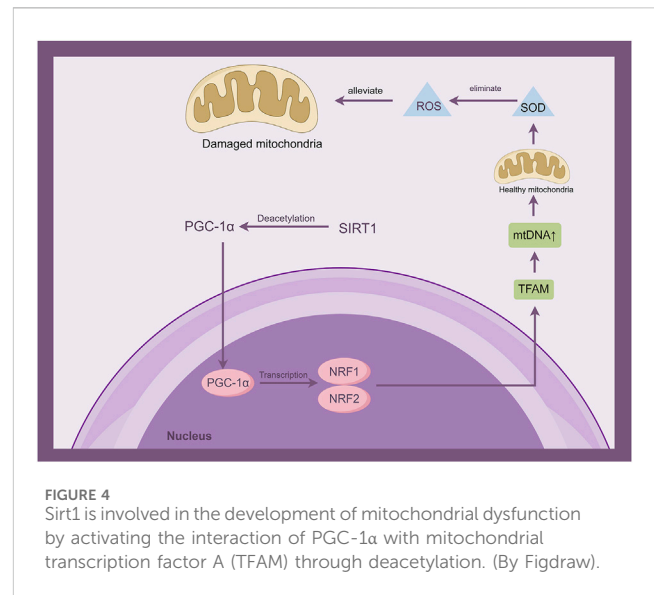 alleviate
ROS
eliminate
SOD
Damaged mitochondria
Healthy mitochondria
PGC-1α
Deacetylation
SIRT1
mtDNA↑
TFAM
PGC-1α
Transcription
NRF1
NRF2
Nucleus
FIGURE 4
Sirt1 is involved in the development of mitochondrial dysfunction
by activating the interaction of PGC-1α with mitochondrial
transcription factor A (TFAM) through deacetylation. (By Figdraw).